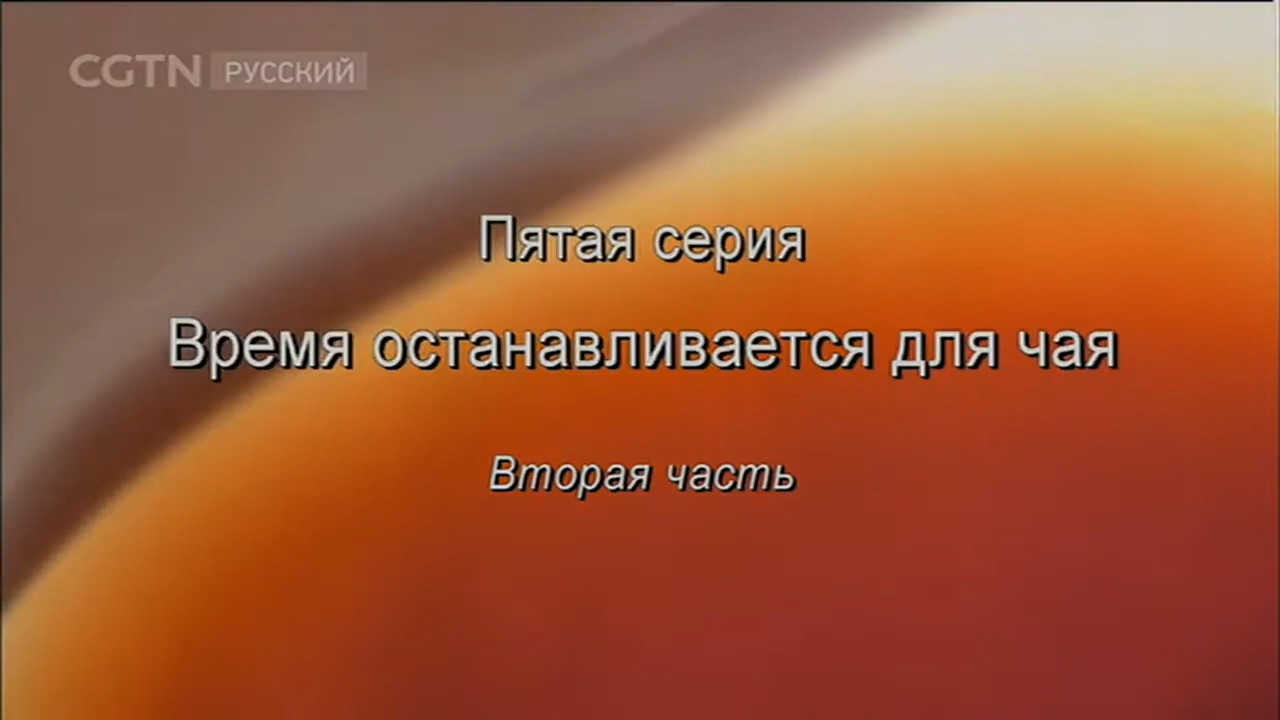 CGTN РУССКИЙ
Пятая серия
Время останавливается для чая
Вторая часть